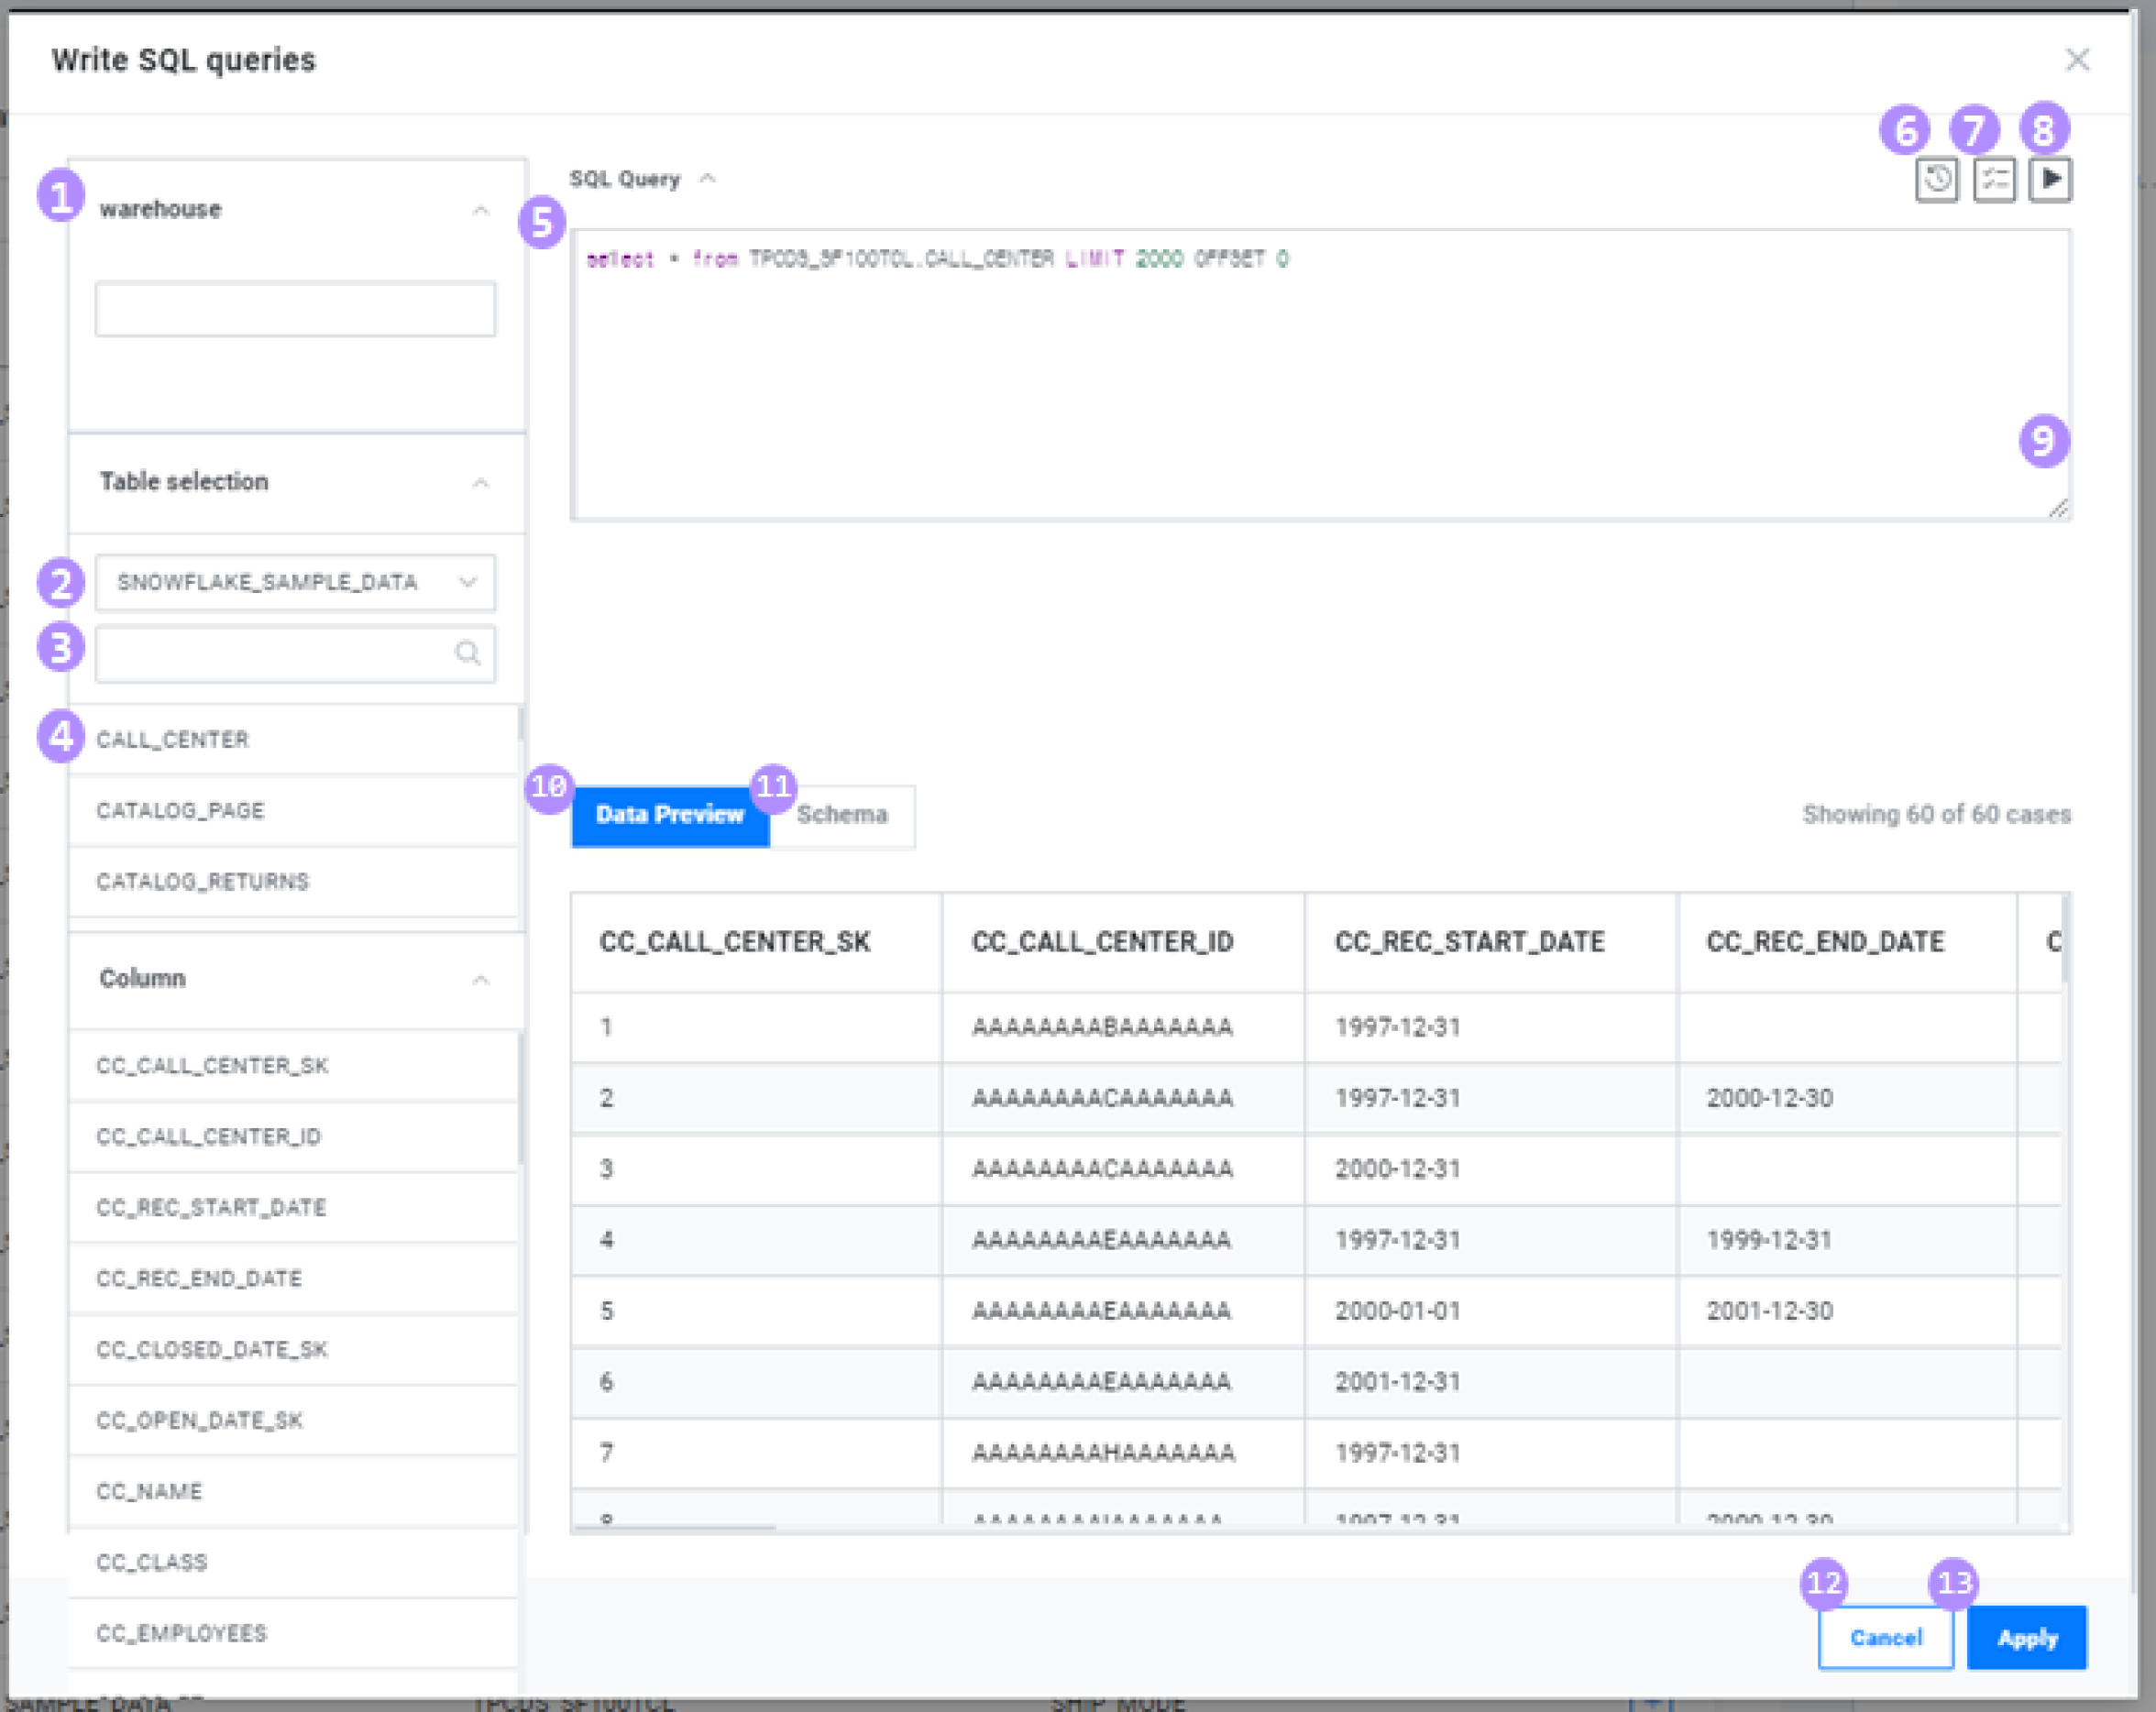 Write SQL queries
6 7 8
1 warehouse
5 SQL Query
select * from TPCDS_SF100TCL.CALL_CENTER LIMIT 2000 OFFSET 0
9
Table selection
2 SNOWFLAKE_SAMPLE_DATA
3
4 CALL_CENTER
CATALOG_PAGE
CATALOG_RETURNS
Column
CC_CALL_CENTER_SK
CC_CALL_CENTER_ID
CC_REC_START_DATE
CC_REC_END_DATE
CC_CLOSED_DATE_SK
CC_OPEN_DATE_SK
CC_NAME
CC_CLASS
CC_EMPLOYEES
10 Data Preview 11 Schema Showing 60 of 60 cases
CC_CALL_CENTER_SK CC_CALL_CENTER_ID CC_REC_START_DATE CC_REC_END_DATE C
1 AAAAAAAABAAAAAAA 1997-12-31
2 AAAAAAAACAAAAAAA 1997-12-31 2000-12-30
3 AAAAAAAACAAAAAAA 2000-12-31
4 AAAAAAAAEAAAAAAA 1997-12-31 1999-12-31
5 AAAAAAAAEAAAAAAA 2000-01-01 2001-12-30
6 AAAAAAAAEAAAAAAA 2001-12-31
7 AAAAAAAAHAAAAAAA 1997-12-31
12 13
Cancel Apply
SAMPLE_DATA TPCDS_SF100TCL SHIP_MODE